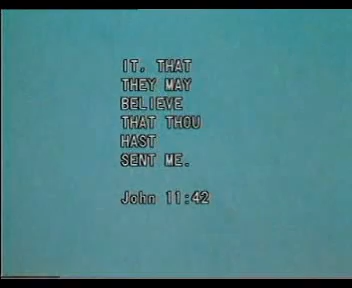 IT, THAT
THEY MAY
BELIEVE
THAT THOU
HAST
SENT ME.
John 11:42